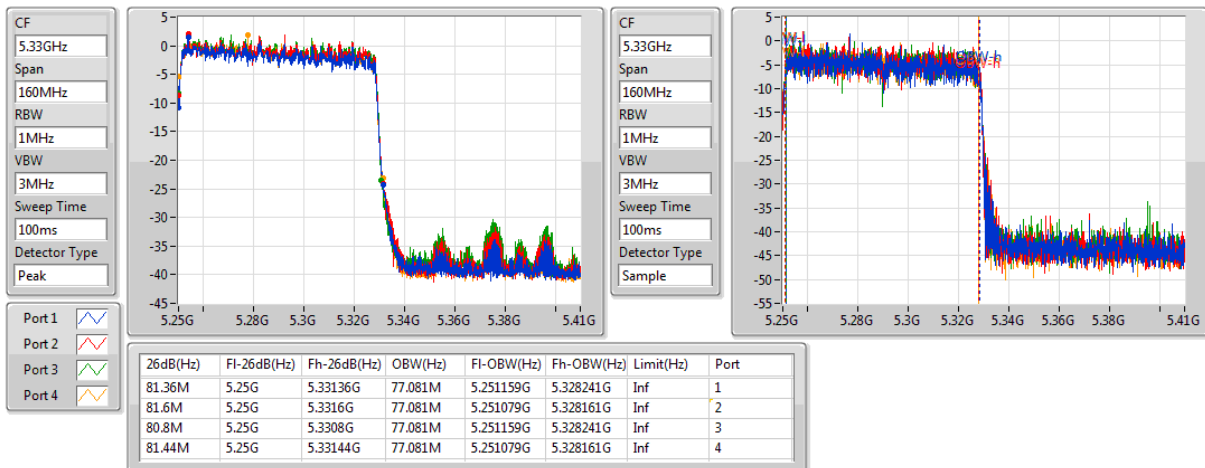 CF
5.33GHz
Span
160MHz
RBW
1MHz
VBW
3MHz
Sweep Time
100ms
Detector Type
Peak
5
0
-5
-10
-15
-20
-25
-30
-35
-40
-45
5.25G 5.28G 5.3G 5.32G 5.34G 5.36G 5.38G 5.41G
CF
5.33GHz
Span
160MHz
RBW
1MHz
VBW
3MHz
Sweep Time
100ms
Detector Type
Sample
5
0
-5
-10
-15
-20
-25
-30
-35
-40
-45
-50
-55
5.25G 5.28G 5.3G 5.32G 5.34G 5.36G 5.38G 5.41G
Port 1
Port 2
Port 3
Port 4
26dB(Hz) Fl-26dB(Hz) Fh-26dB(Hz) OBW(Hz) Fl-OBW(Hz) Fh-OBW(Hz) Limit(Hz) Port
81.36M 5.25G 5.33136G 77.081M 5.251159G 5.328241G Inf 1
81.6M 5.25G 5.3316G 77.081M 5.251079G 5.328161G Inf 2
80.8M 5.25G 5.3308G 77.081M 5.251159G 5.328241G Inf 3
81.44M 5.25G 5.33144G 77.081M 5.251079G 5.328161G Inf 4